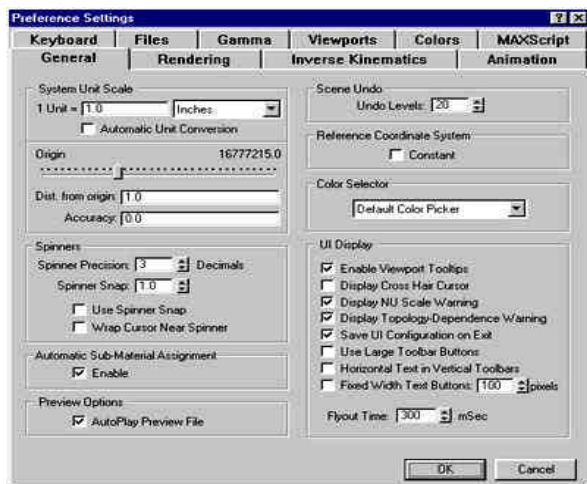 Preference Settings
Keyboard Files Gamma Viewports Colors MAXScript
General Rendering Inverse Kinematics Animation
System Unit Scale
1 Unit = 1.0 Inches
Automatic Unit Conversion
Origin 16777215.0
Dist. from origin: 1.0
Accuracy: 0.0
Spinners
Spinner Precision: 3 Decimals
Spinner Snap: 1.0
Use Spinner Snap
Wrap Cursor Near Spinner
Automatic Sub-Material Assignment
Enable
Preview Options
AutoPlay Preview File
Scene Undo
Undo Levels: 20
Reference Coordinate System
Constant
Color Selector
Default Color Picker
UI Display
Enable Viewport Tooltips
Display Cross Hair Cursor
Display NU Scale Warning
Display Topology-Dependence Warning
Save UI Configuration on Exit
Use Large Toolbar Buttons
Horizontal Text in Vertical Toolbars
Fixed Width Text Buttons: 100 pixels
Flyout Time: 300 mSec
OK Cancel